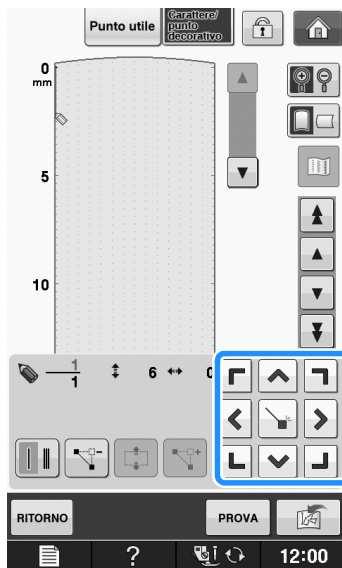 Punto utile
Carattere/
punto
decorativo
0
mm
5
10
1
1
6
0
RITORNO
PROVA
?
12:00